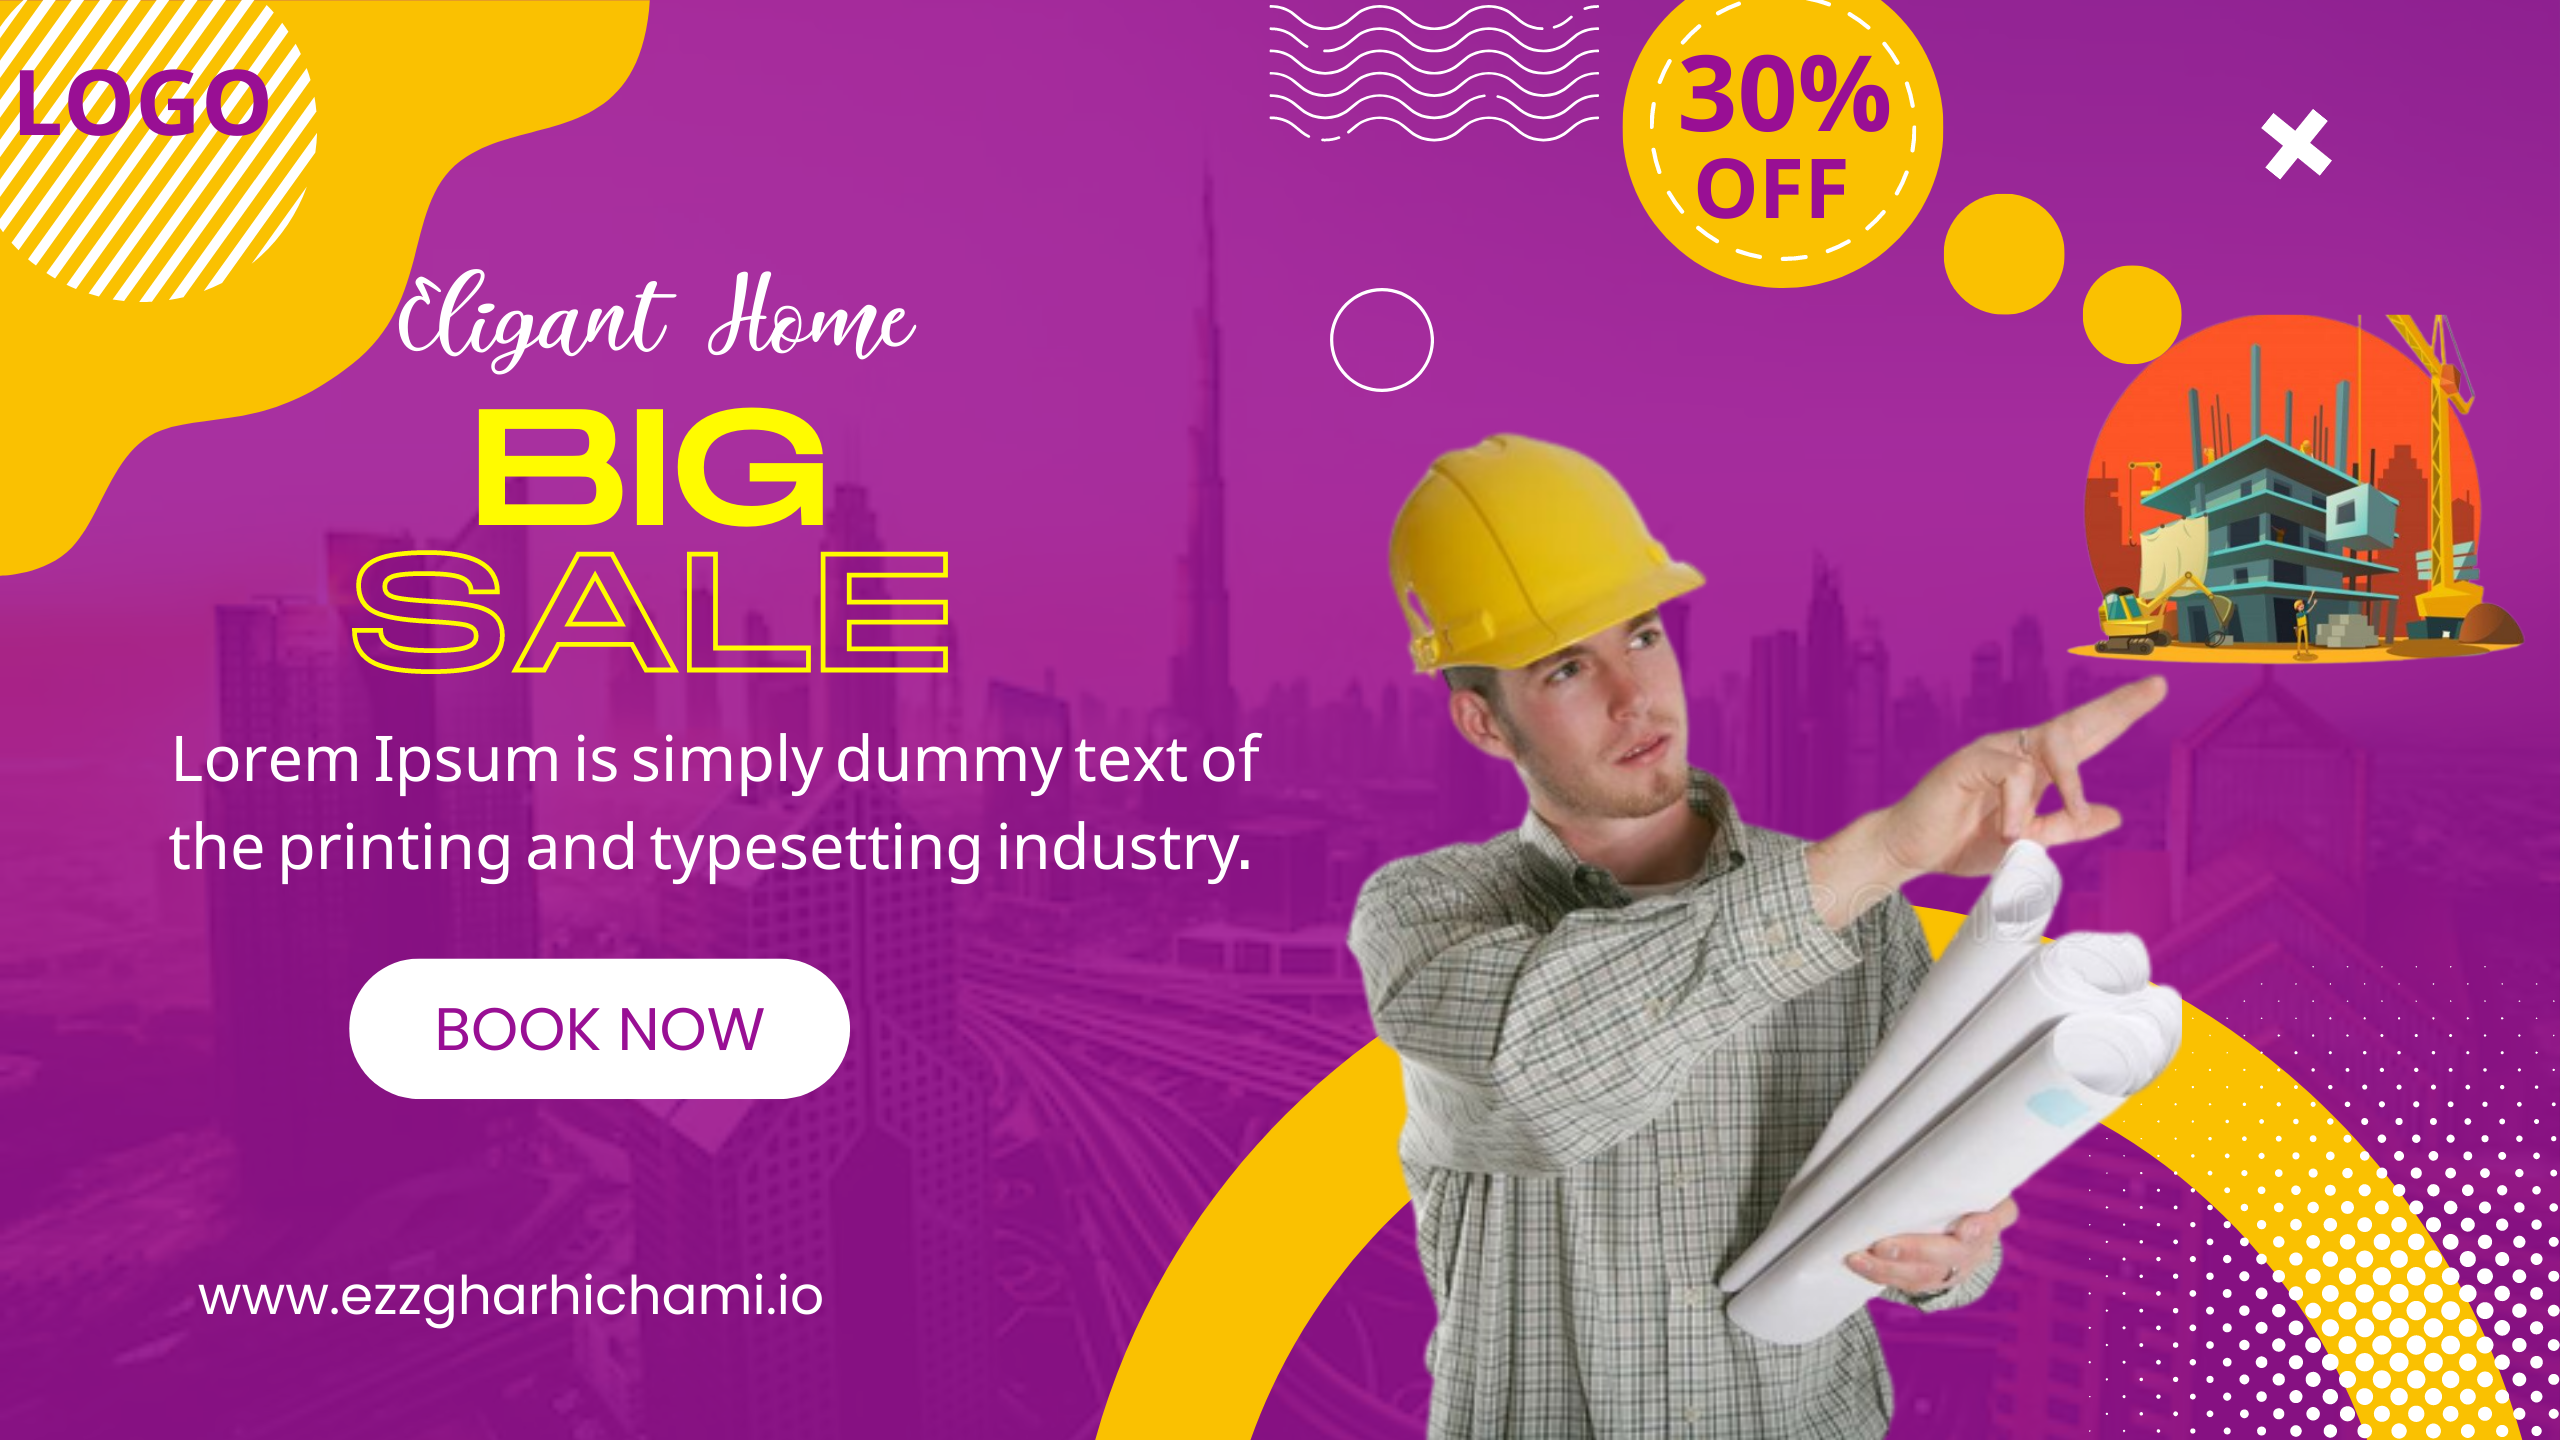 LOGO
30%
OFF
Eligant Home
BIG
SALE
Lorem Ipsum is simply dummy text of
the printing and typesetting industry.
BOOK NOW
www.ezzgharhichami.io